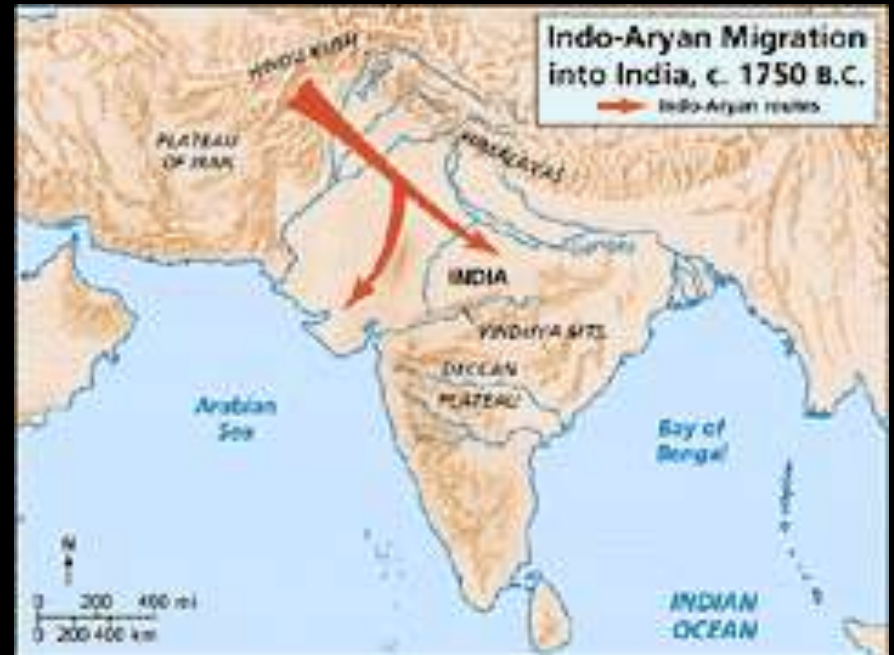 Indo-Aryan Migration
into India, c. 1750 B.C.
Indo-Aryan routes
HINDU KUSH
PLATEAU
OF IRAN
HIMALAYAS
Ganges
INDIA
VINDHYA MTS.
DECCAN
PLATEAU
Arabian
Sea
Bay of
Bengal
N
0 200 400 mi
0 200 400 km
INDIAN
OCEAN